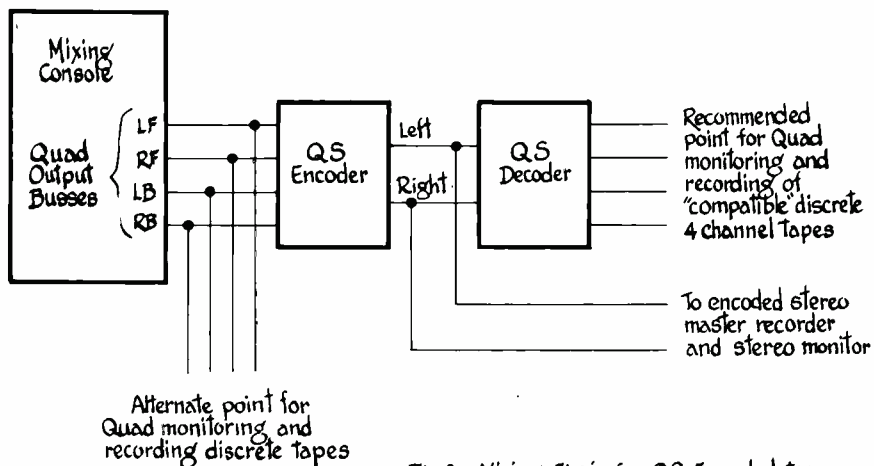 Mixing
Console
Quad
Output
Busses
LF
RF
LB
RB
QS
Encoder
Left
Right
QS
Decoder
Recommended
point for Quad
monitoring and
recording of
"compatible" discrete
4 channel tapes
To encoded stereo
master recorder
and stereo monitor
Alternate point for
Quad monitoring and
recording discrete tapes